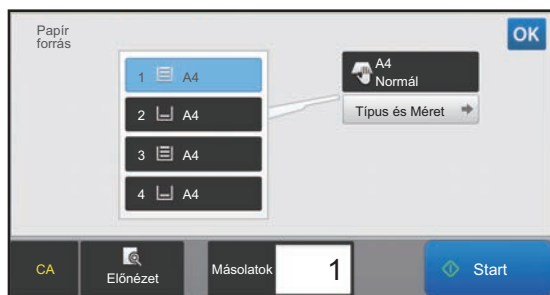 Papír
forrás
OK
1 A4
2 A4
3 A4
4 A4
A4
Normál
Típus és Méret
CA
Előnézet
Másolatok
1
Start